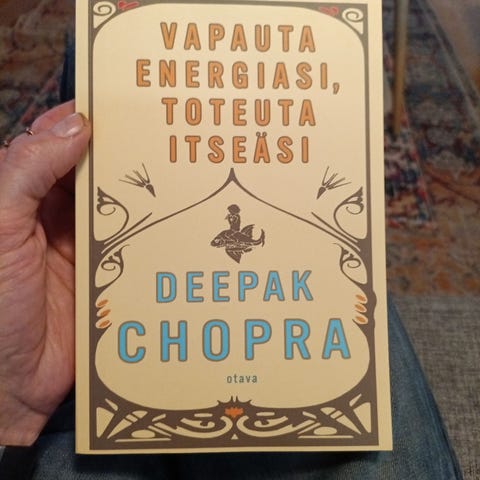 VAPAUTA
ENERGIASI,
TOTEUTA
ITSEÄSI
DEEPAK
CHOPRA
otava